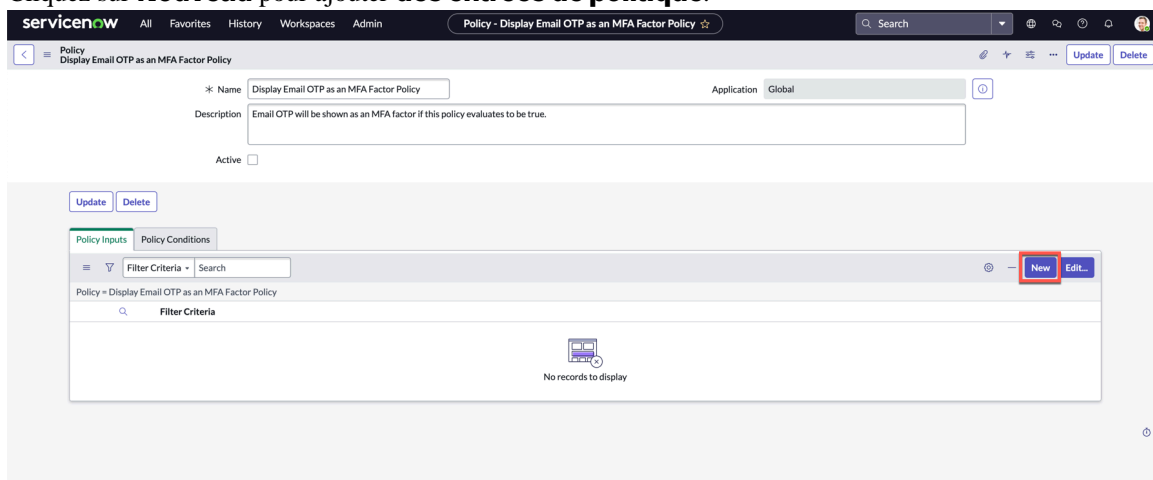 Cliquez sur Nouveau pour ajouter des entrées de politique.
servicenow All Favorites History Workspaces Admin Policy - Display Email OTP as an MFA Factor Policy ☆ Search
Policy
Display Email OTP as an MFA Factor Policy
Update Delete
Name Display Email OTP as an MFA Factor Policy Application Global
Description Email OTP will be shown as an MFA factor if this policy evaluates to be true.
Active
Update Delete
Policy Inputs Policy Conditions
Filter Criteria Search New Edit...
Policy = Display Email OTP as an MFA Factor Policy
Filter Criteria
No records to display